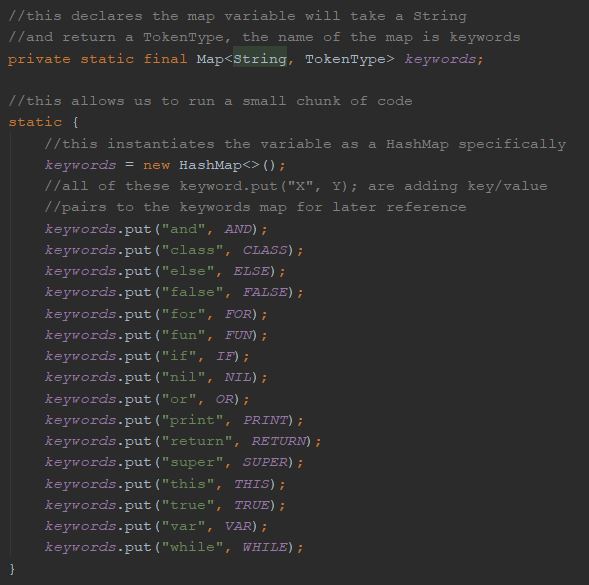 //this declares the map variable will take a String
//and return a TokenType, the name of the map is keywords
private static final Map<String, TokenType> keywords;

//this allows us to run a small chunk of code
static {
    //this instantiates the variable as a HashMap specifically
    keywords = new HashMap<>();
    //all of these keyword.put("X", Y); are adding key/value
    //pairs to the keywords map for later reference
    keywords.put("and", AND);
    keywords.put("class", CLASS);
    keywords.put("else", ELSE);
    keywords.put("false", FALSE);
    keywords.put("for", FOR);
    keywords.put("fun", FUN);
    keywords.put("if", IF);
    keywords.put("nil", NIL);
    keywords.put("or", OR);
    keywords.put("print", PRINT);
    keywords.put("return", RETURN);
    keywords.put("super", SUPER);
    keywords.put("this", THIS);
    keywords.put("true", TRUE);
    keywords.put("var", VAR);
    keywords.put("while", WHILE);
}